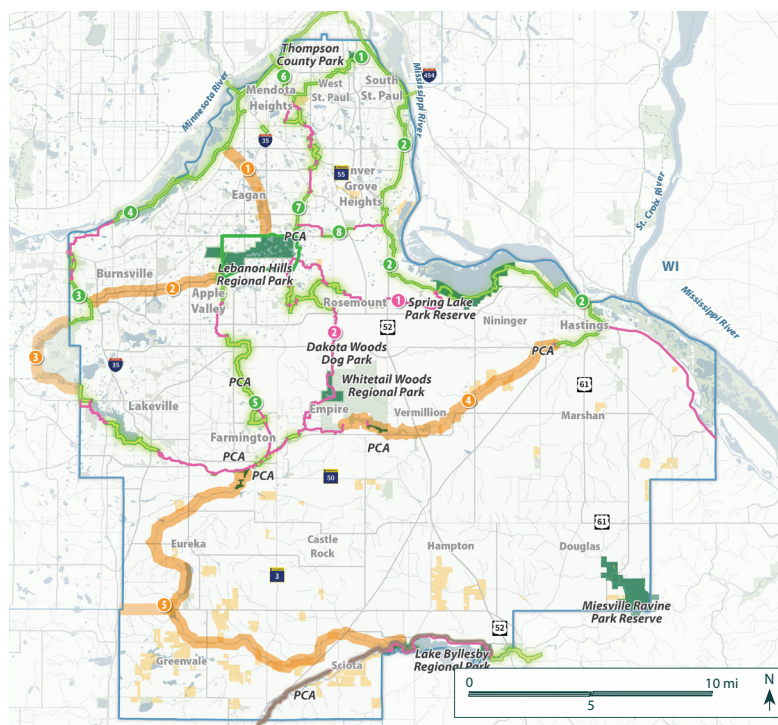 Thompson
County Park
1
6
West
St. Paul
South
St. Paul
Mendota
Heights
494
Mississippi River
Minnesota River
35
2
1
55
nver
Grove
Heights
Eagan
St. Croix River
4
7
8
PCA
WI
Burnsville
Lebanon Hills
Regional Park
2
2
3
Apple
Valley
Rosemount
1
Spring Lake
Park Reserve
2
Mississippi River
Nininger
Hastings
52
2
Dakota Woods
Dog Park
PCA
3
35
Whitetail Woods
Regional Park
PCA
61
Lakeville
5
Empire
4
Vermillion
Marshan
Farmington
PCA
PCA
PCA
50
61
Eureka
Castle
Rock
Hampton
Douglas
3
5
Miesville Ravine
Park Reserve
52
Greenvale
Sciota
Lake Byllesby
Regional Park
PCA
0
10 mi
5
N